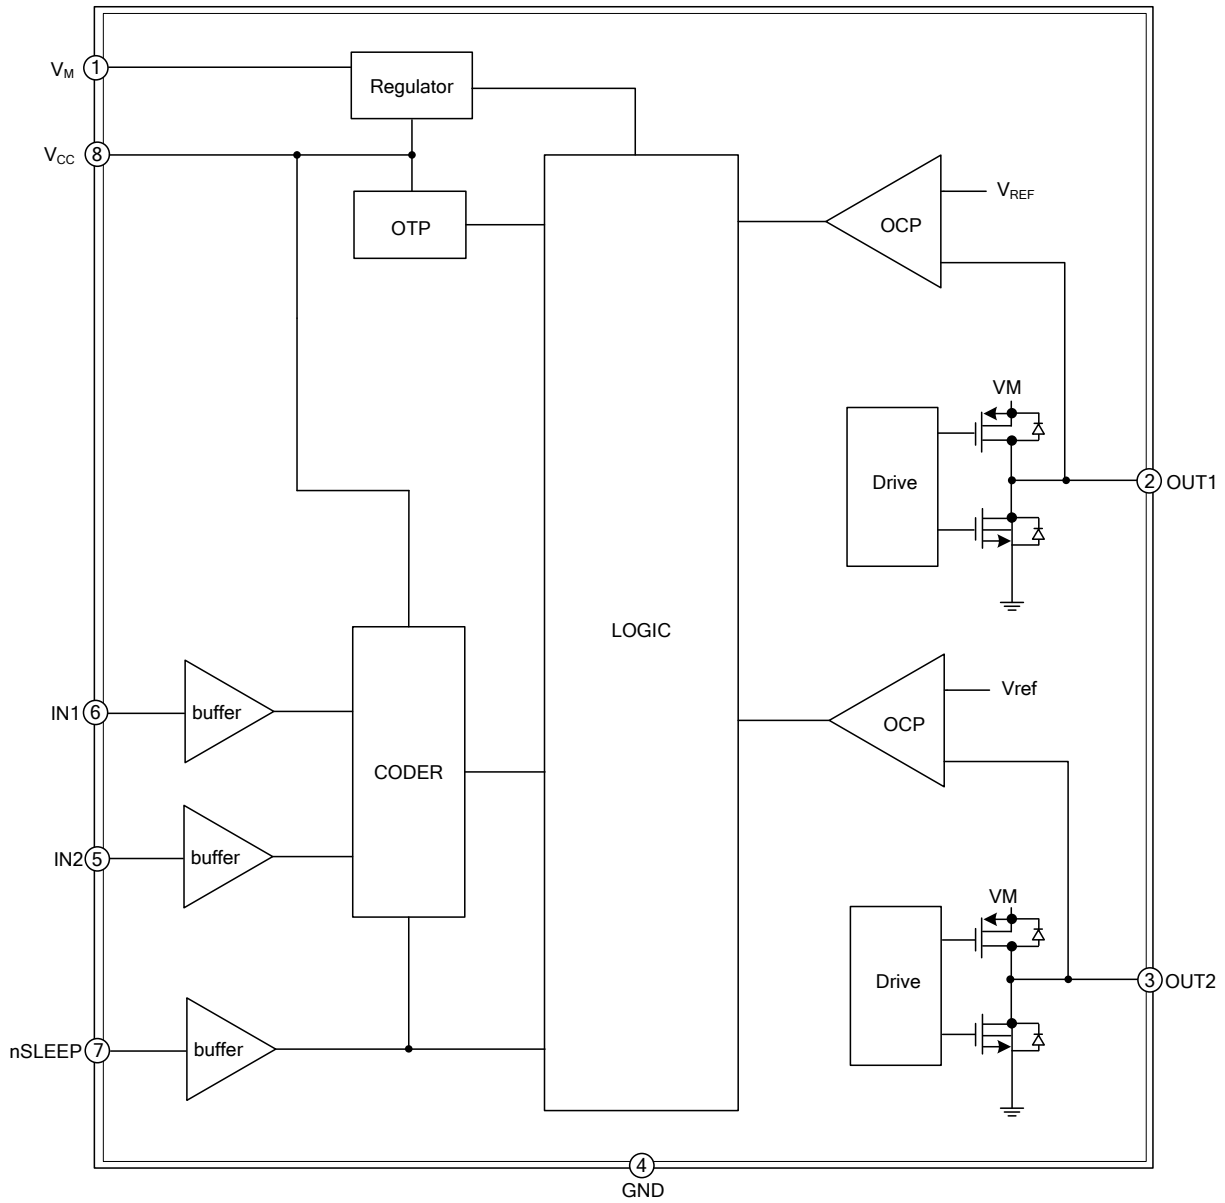 VM 1
Regulator
VCC 8
OTP
OCP
VREF
VM
Drive
2 OUT1
LOGIC
OCP
Vref
IN1 6
buffer
CODER
IN2 5
buffer
VM
Drive
3 OUT2
nSLEEP 7
buffer
4
GND